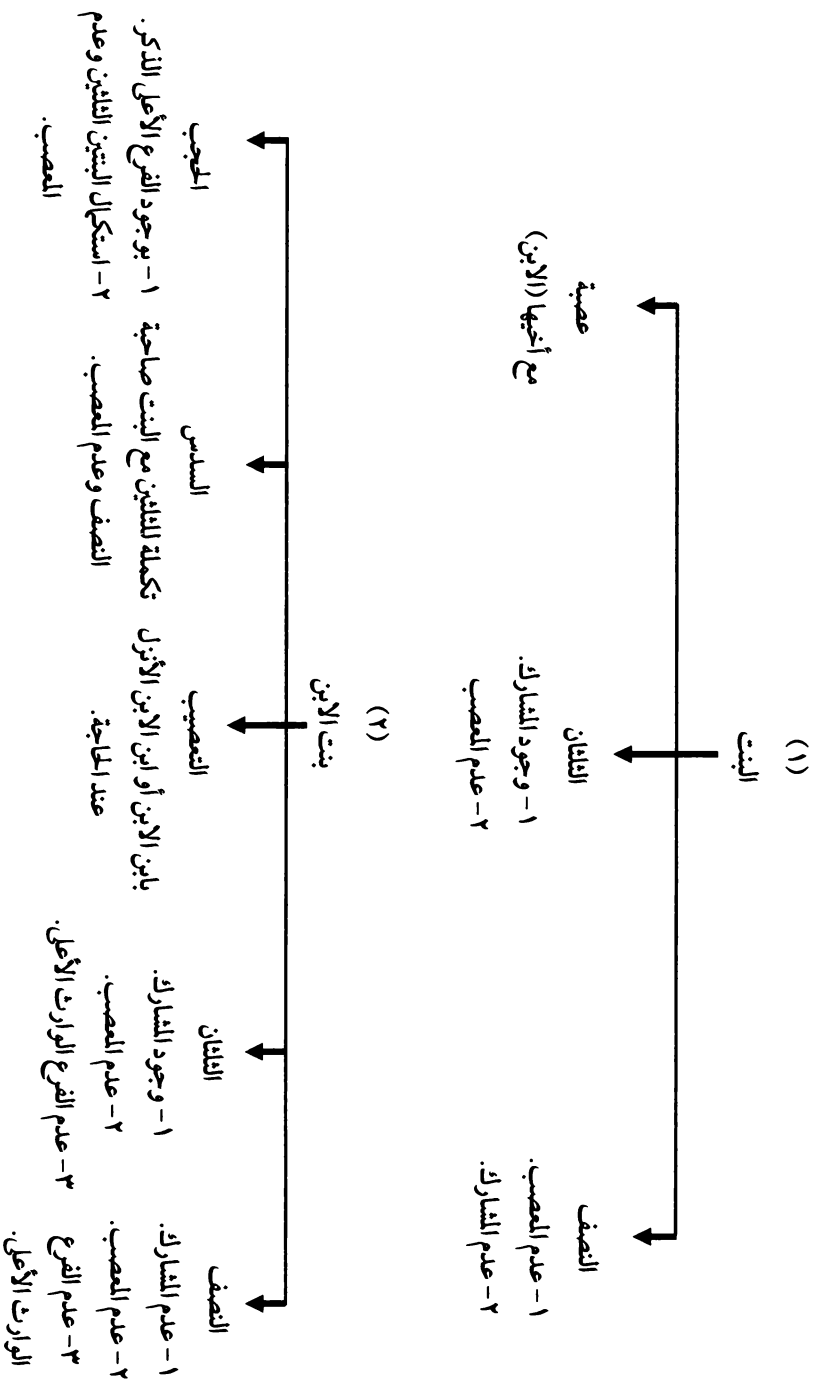 (١)
البنت
النصف
١- عدم المعصب.
٢- عدم المشارك.
الثلثان
١- وجود المشارك.
٢- عدم المعصب
عصبة
مع أخيها (الابن)
(٢)
بنت الابن
النصف
١- عدم المشارك.
٢- عدم المعصب.
٣- عدم الفرع
الوارث الأعلى.
الثلثان
١- وجود المشارك.
٢- عدم المعصب.
٣- عدم الفرع الوارث الأعلى.
التعصيب
بابن الابن أو ابن الابن الأنزل
عند الحاجة.
السدس
تكملة للثلثين مع البنت صاحبة
النصف وعدم المعصب.
الحجب
١- بوجود الفرع الأعلى الذكر.
٢- استكمال البنتين الثلثين وعدم
المعصب.